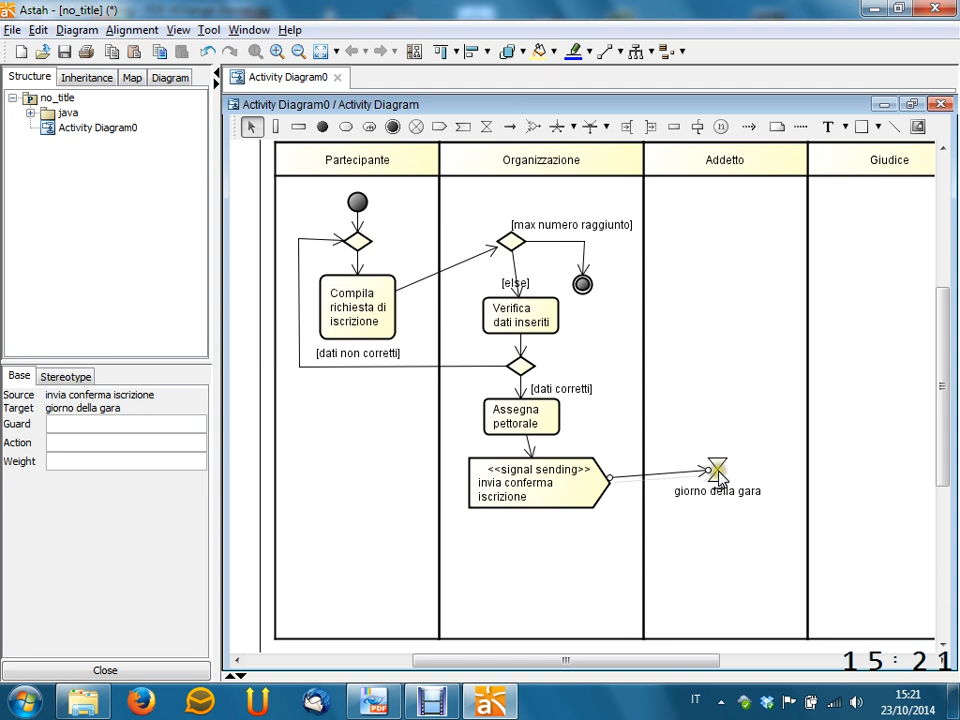 Astah - [no_title] (*)
File Edit Diagram Alignment View Tool Window Help
Structure Inheritance Map Diagram
no_title
java
Activity Diagram0
Activity Diagram0
Activity Diagram0 / Activity Diagram
Partecipante Organizzazione Addetto Giudice
[max numero raggiunto]
[else]
Compila
richiesta di
iscrizione
Verifica
dati inseriti
[dati non corretti]
[dati corretti]
Assegna
pettorale
<<signal sending>>
invia conferma
iscrizione
giorno della gara
Base Stereotype
Source invia conferma iscrizione
Target giorno della gara
Guard
Action
Weight
Close
15:21
PDF
IT
15:21
23/10/2014